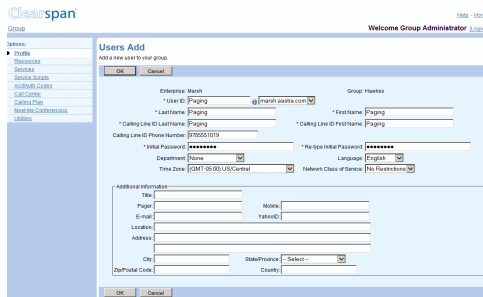 Clearspan
Help - Hom
Group
Welcome Group Administrator [Logo
Options:
Profile
Resources
Services
Service Scripts
Acct/Auth Codes
Call Center
Calling Plan
Meet-Me Conferencing
Utilities
Users Add
Add a new user to your group.
OK Cancel
Enterprise: Marsh Group: Hawkes
* User ID: Paging @ marsh.aastra.com
* Last Name: Paging * First Name: Paging
* Calling Line ID Last Name: Paging * Calling Line ID First Name: Paging
Calling Line ID Phone Number: 9785551019
* Initial Password: ●●●●●●●● * Re-type Initial Password: ●●●●●●●●
Department: None Language: English
Time Zone: (GMT-05:00) US/Central Network Class of Service: No Restrictions
Additional Information
Title:
Pager: Mobile:
E-mail: YahooID:
Location:
Address:
City: State/Province: -- Select --
Zip/Postal Code: Country:
OK Cancel